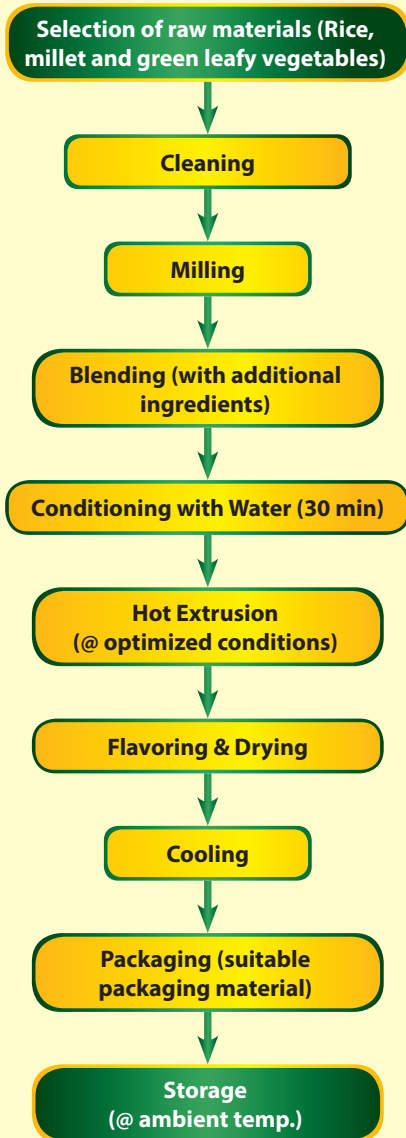 Selection of raw materials (Rice,
millet and green leafy vegetables)
Cleaning
Milling
Blending (with additional
ingredients)
Conditioning with Water (30 min)
Hot Extrusion
(@ optimized conditions)
Flavoring & Drying
Cooling
Packaging (suitable
packaging material)
Storage
(@ ambient temp.)